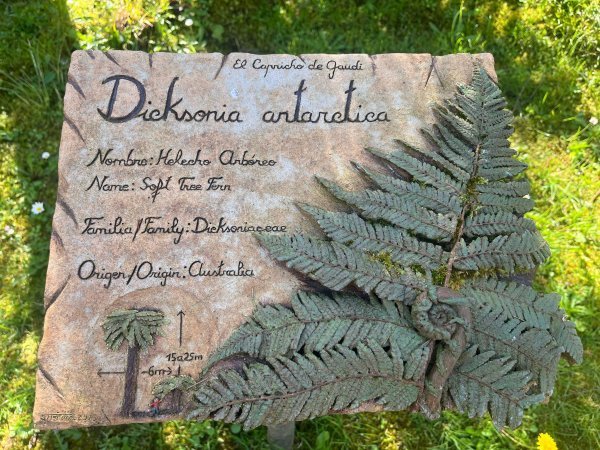 El Capricho de Gaudí
Dicksonia antarctica
Nombre: Helecho Arbóreo
Name: Soft Tree Fern
Familia/Family: Dicksoniaceae
Origen/Origin: Australia
15a25m
-6m